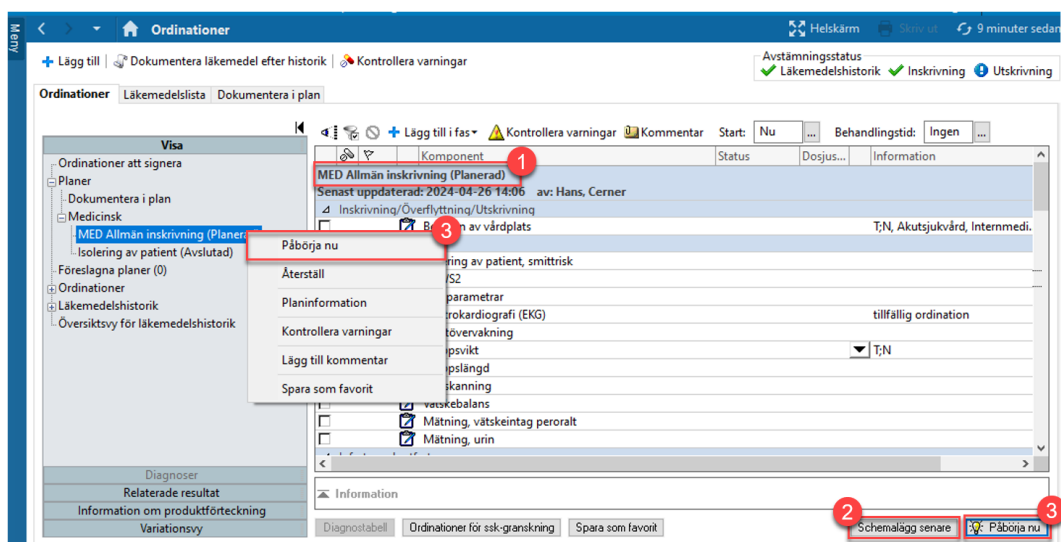 Meny
Ordinationer
Helskärm
Skriv ut
9 minuter sedan
Lägg till
Dokumentera läkemedel efter historik
Kontrollera varningar
Avstämningsstatus
Läkemedelshistorik
Inskrivning
Utskrivning
Ordinationer
Läkemedelslista
Dokumentera i plan
Visa
Ordinationer att signera
Planer
Dokumentera i plan
Medicinsk
MED Allmän inskrivning (Planera
Isolering av patient (Avslutad)
Föreslagna planer (0)
Ordinationer
Läkemedelshistorik
Översiktsvy för läkemedelshistorik
Diagnoser
Relaterade resultat
Information om produktförteckning
Variationsvy
3
Påbörja nu
Återställ
Planinformation
Kontrollera varningar
Lägg till kommentar
Spara som favorit
Lägg till i fas
Kontrollera varningar
Kommentar
Start:
Nu
...
Behandlingstid:
Ingen
...
Komponent
Status
Dosjus...
Information
1
MED Allmän inskrivning (Planerad)
Senast uppdaterad: 2024-04-26 14:06 av: Hans, Cerner
Inskrivning/Överflyttning/Utskrivning
av vårdplats
T;N, Akutsjukvård, Internmedi.
ring av patient, smittrisk
/S2
parametrar
rokardiografi (EKG)
tillfällig ordination
tövervakning
psvikt
T;N
pslängd
skanning
Vätskebalans
Mätning, vätskeintag peroralt
Mätning, urin
Information
Diagnostabell
Ordinationer för ssk-granskning
Spara som favorit
2
Schemalägg senare
3
Påbörja nu